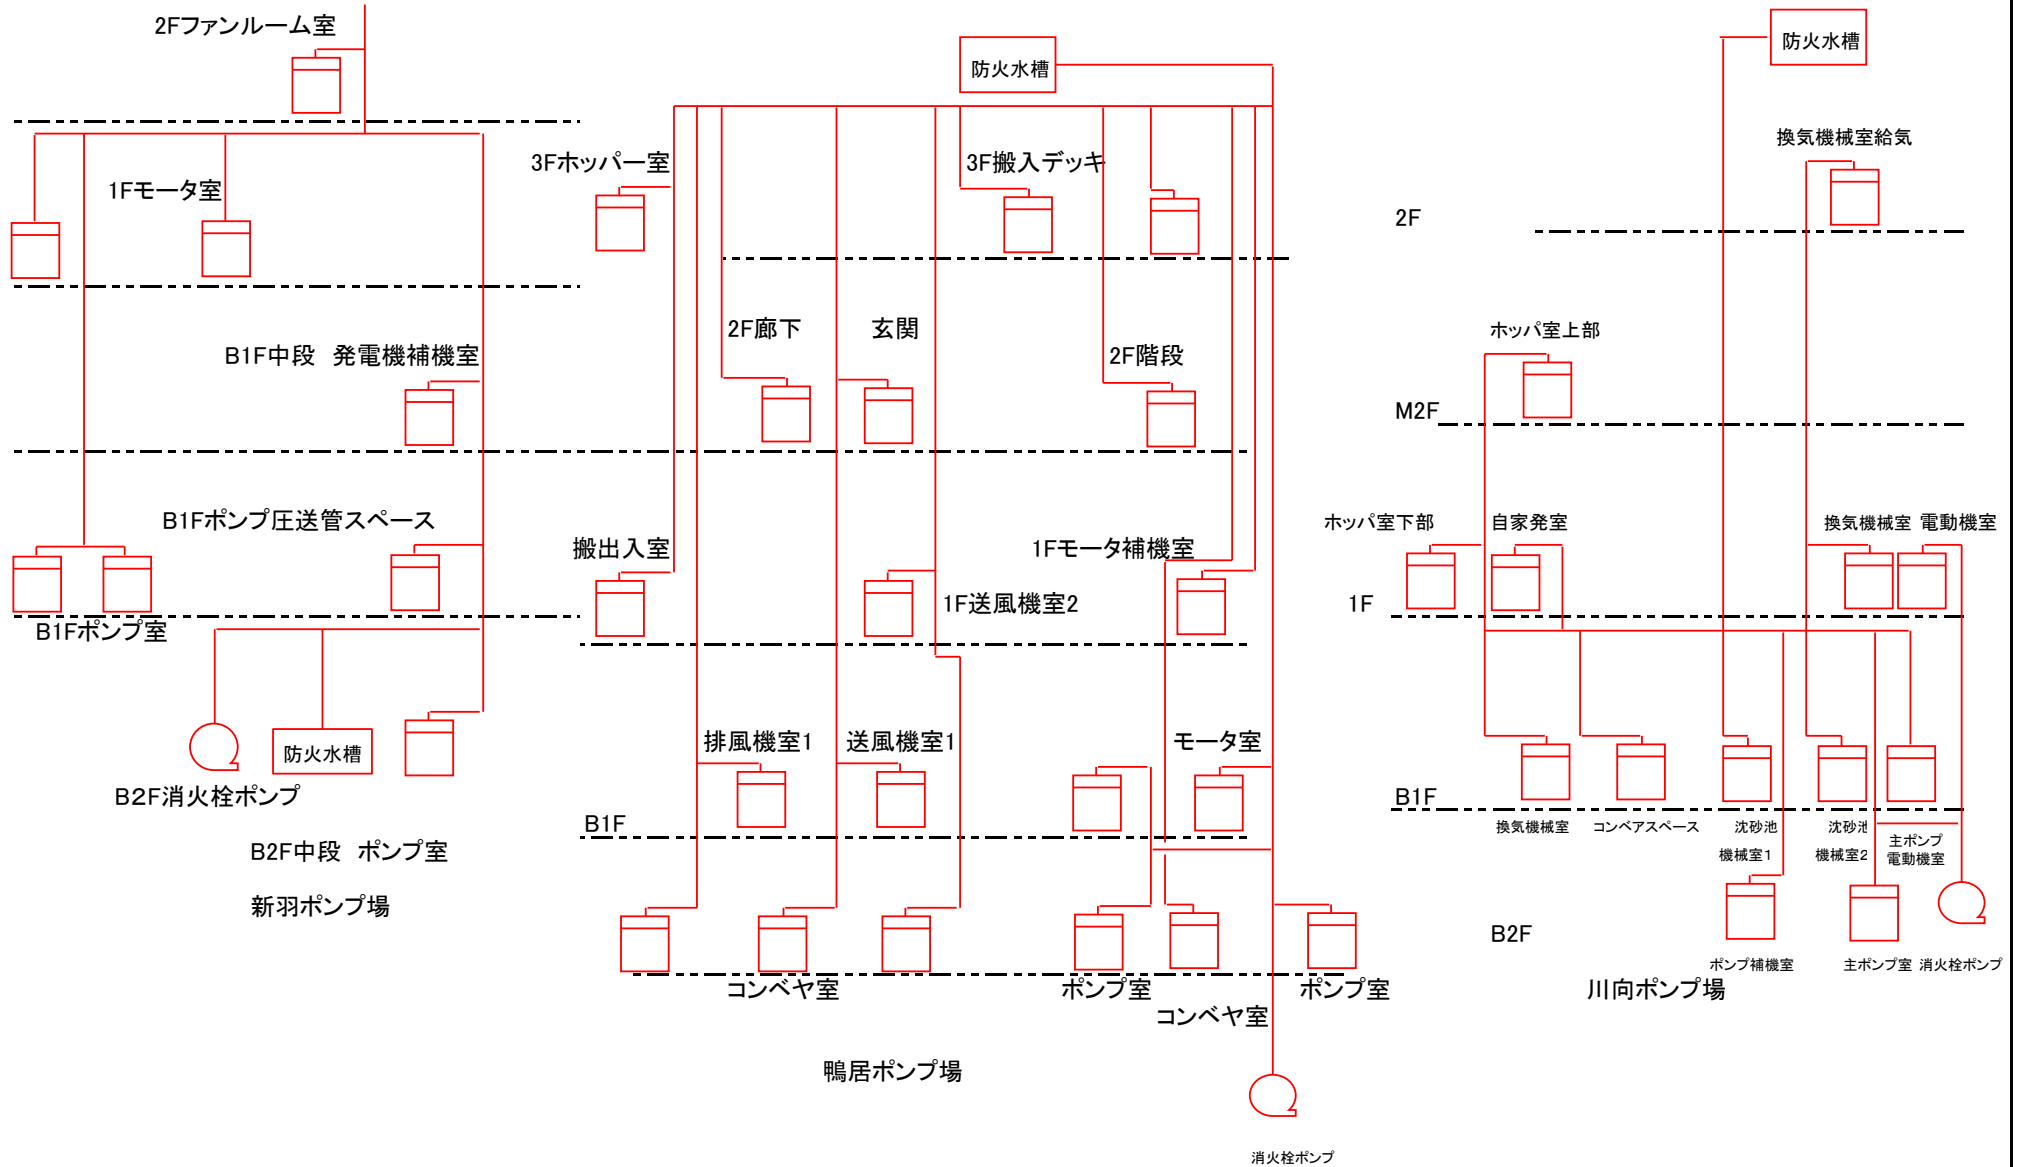 2Fファンルーム室
1Fモータ室
B1F中段　発電機補機室
B1Fポンプ圧送管スペース
B1Fポンプ室
防火水槽
B2F消火栓ポンプ
B2F中段　ポンプ室
新羽ポンプ場
防火水槽
3Fホッパー室
3F搬入デッキ
2F廊下
玄関
2F階段
搬出入室
1Fモータ補機室
1F送風機室2
排風機室1
送風機室1
モータ室
B1F
コンベヤ室
ポンプ室
ポンプ室
コンベヤ室
鴨居ポンプ場
消火栓ポンプ
防火水槽
換気機械室給気
2F
ホッパ室上部
M2F
ホッパ室下部
自家発室
換気機械室
電動機室
1F
B1F
換気機械室
コンベアスペース
沈砂池
機械室1
沈砂池
機械室2
主ポンプ
電動機室
B2F
ポンプ補機室
主ポンプ室
消火栓ポンプ
川向ポンプ場